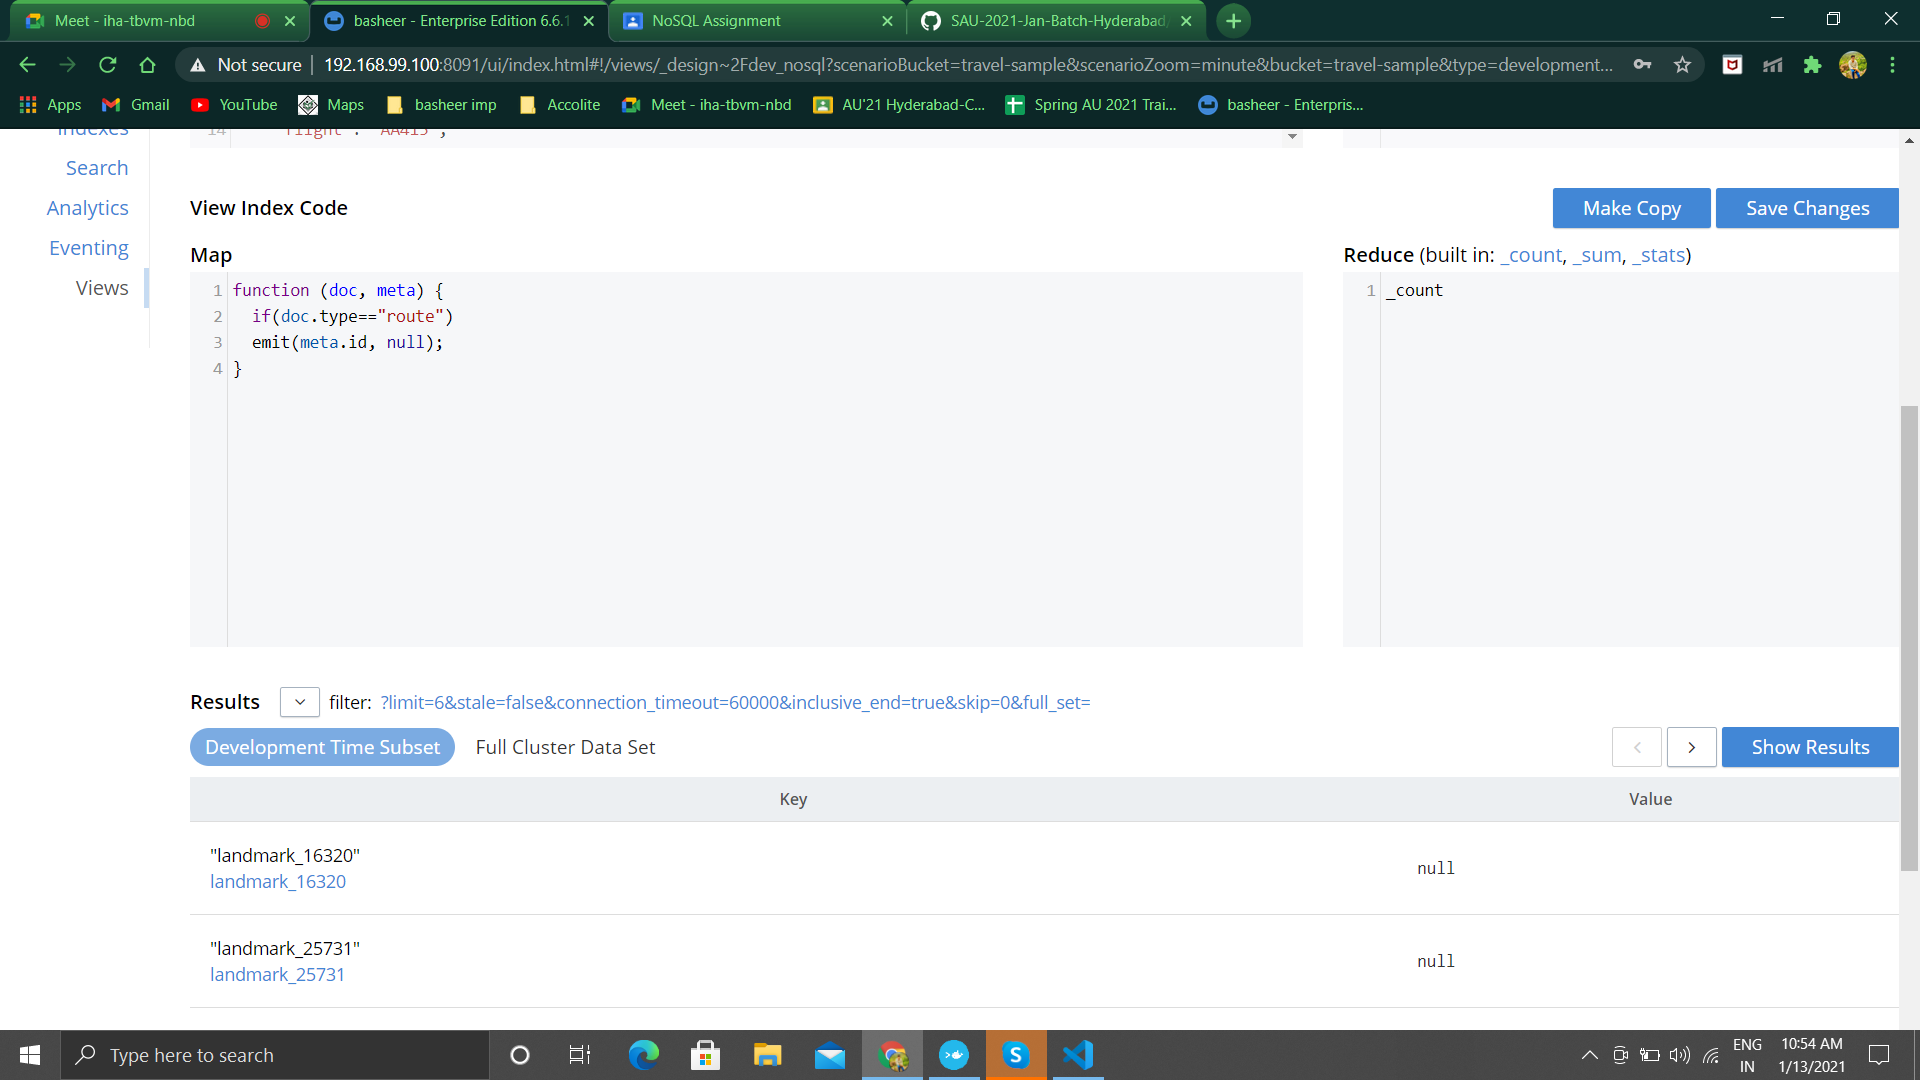 Meet - iha-tbvm-nbd
basheer - Enterprise Edition 6.6.1
NoSQL Assignment
SAU-2021-Jan-Batch-Hyderabad
Not secure
192.168.99.100:8091/ui/index.html#!/views/_design~2Fdev_nosql?scenarioBucket=travel-sample&scenarioZoom=minute&bucket=travel-sample&type=development...
Apps
Gmail
YouTube
Maps
basheer imp
Accolite
Meet - iha-tbvm-nbd
AU'21 Hyderabad-C...
Spring AU 2021 Trai...
basheer - Enterpris...
Indexes
14 "flight": "AA415",
Search
Analytics
Eventing
Views
View Index Code
Make Copy
Save Changes
Map
1 function (doc, meta) {
2 if(doc.type=="route")
3 emit(meta.id, null);
4 }
Reduce (built in: _count, _sum, _stats)
1 _count
Results
filter: ?limit=6&stale=false&connection_timeout=60000&inclusive_end=true&skip=0&full_set=
Development Time Subset
Full Cluster Data Set
<
>
Show Results
Key
Value
"landmark_16320"
landmark_16320
null
"landmark_25731"
landmark_25731
null
Type here to search
ENG
IN
10:54 AM
1/13/2021